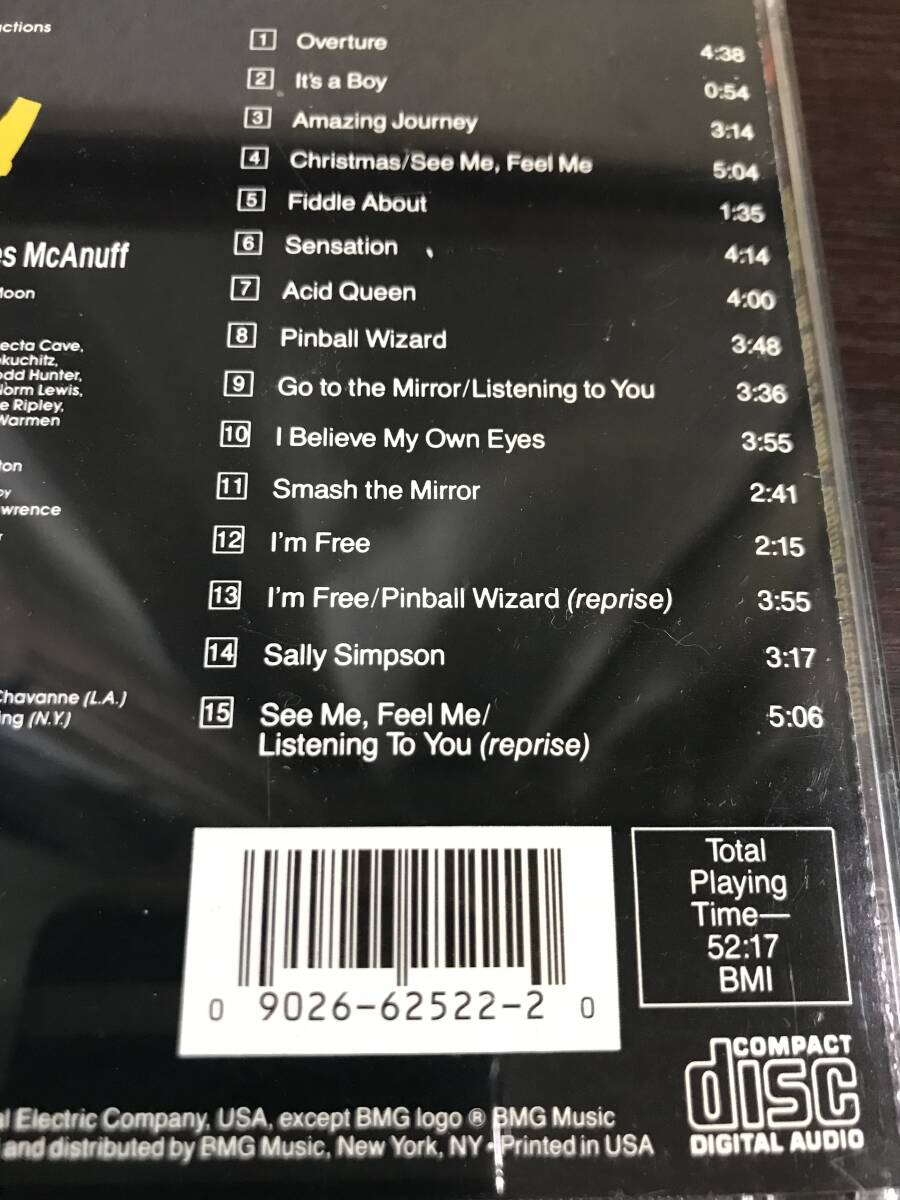 1 Overture 4:38
2 It's a Boy 0:54
3 Amazing Journey 3:14
4 Christmas/See Me, Feel Me 5:04
5 Fiddle About 1:35
6 Sensation 4:14
7 Acid Queen 4:00
8 Pinball Wizard 3:48
9 Go to the Mirror/Listening to You 3:36
10 I Believe My Own Eyes 3:55
11 Smash the Mirror 2:41
12 I'm Free 2:15
13 I'm Free/Pinball Wizard (reprise) 3:55
14 Sally Simpson 3:17
15 See Me, Feel Me/ 5:06
Listening To You (reprise)
McAnuff
Cave,
Hunter,
Lewis,
Ripley,
Warmen
(L.A.)
(N.Y.)
0 9026-62522-2 0
Total
Playing
Time—
52:17
BMI
COMPACT
disc
DIGITAL AUDIO
Electric Company, USA, except BMG logo ® BMG Music
and distributed by BMG Music, New York, NY • Printed in USA